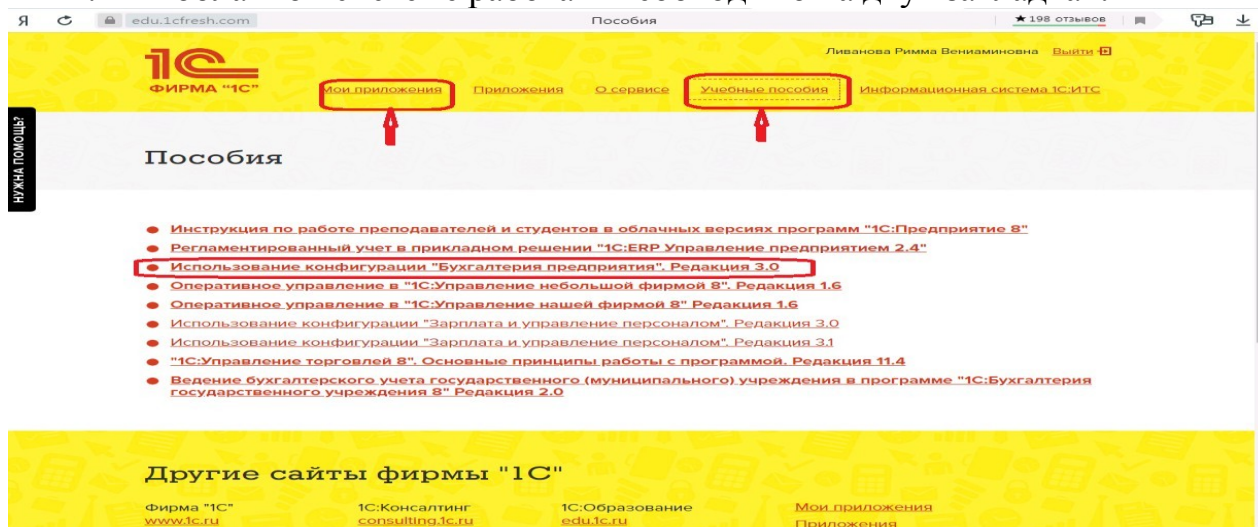 Я edu.1cfresh.com Пособия ★198 отзывов
Ливанова Римма Вениаминовна Выйти
1С
ФИРМА "1С"
Мои приложения Приложения О сервисе Учебные пособия Информационная система 1С:ИТС
НУЖНА ПОМОЩЬ?
Пособия
Инструкция по работе преподавателей и студентов в облачных версиях программ "1С:Предприятие 8"
Регламентированный учет в прикладном решении "1С:ERP Управление предприятием 2.4"
Использование конфигурации "Бухгалтерия предприятия". Редакция 3.0
Оперативное управление в "1С:Управление небольшой фирмой 8". Редакция 1.6
Оперативное управление в "1С:Управление нашей фирмой 8" Редакция 1.6
Использование конфигурации "Зарплата и управление персоналом". Редакция 3.0
Использование конфигурации "Зарплата и управление персоналом". Редакция 3.1
"1С:Управление торговлей 8". Основные принципы работы с программой. Редакция 11.4
Ведение бухгалтерского учета государственного (муниципального) учреждения в программе "1С:Бухгалтерия
государственного учреждения 8" Редакция 2.0
Другие сайты фирмы "1С"
Фирма "1С" 1С:Консалтинг 1С:Образование Мои приложения
www.1c.ru consulting.1c.ru edu.1c.ru Приложения